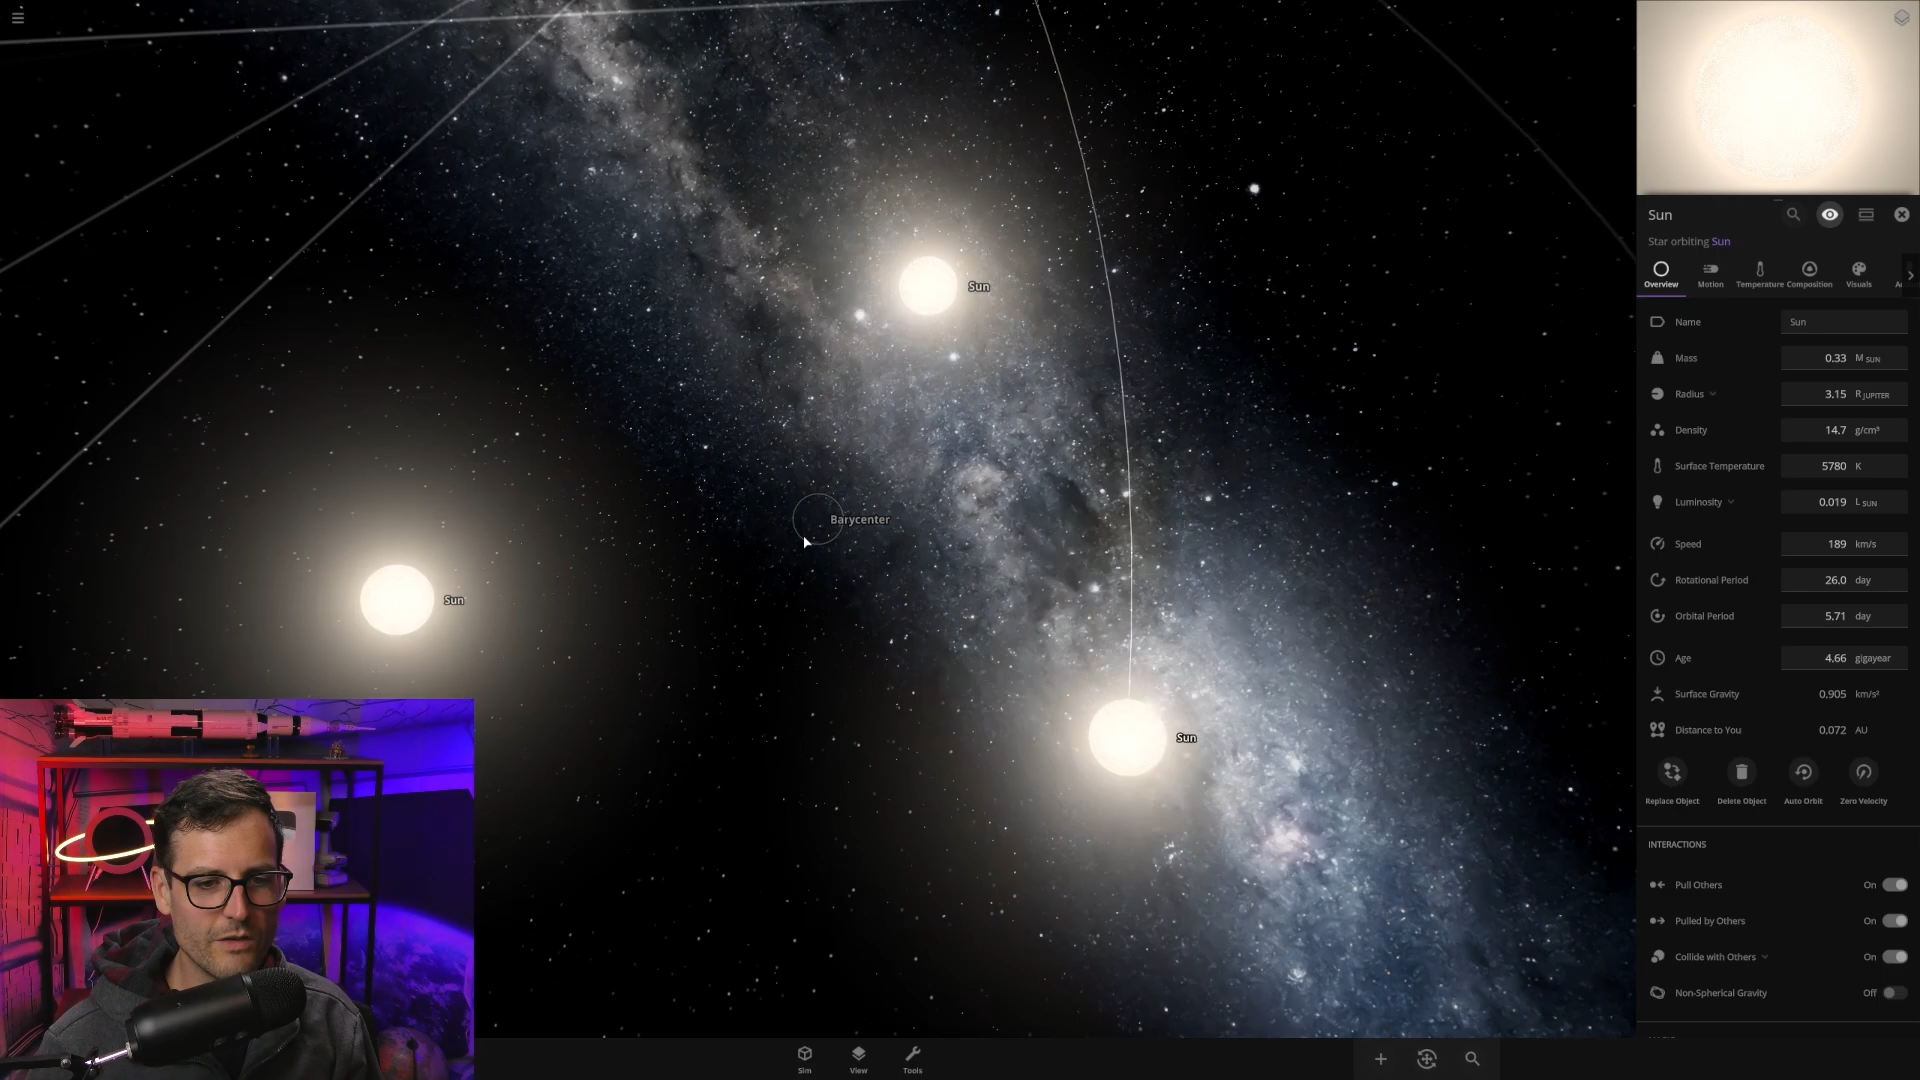 Sun
Barycenter
Sun
Sun
Sun
Star orbiting Sun
Overview
Motion
Temperature
Composition
Visuals
Name
Sun
Mass
0.33 M SUN
Radius
3.15 R JUPITER
Density
14.7 g/cm³
Surface Temperature
5780 K
Luminosity
0.019 L SUN
Speed
189 km/s
Rotational Period
26.0 day
Orbital Period
5.71 day
Age
4.66 gigayear
Surface Gravity
0.905 km/s²
Distance to You
0.072 AU
Replace Object
Delete Object
Auto Orbit
Zero Velocity
INTERACTIONS
Pull Others
On
Pulled by Others
On
Collide with Others
On
Non-Spherical Gravity
Off
Sim
View
Tools